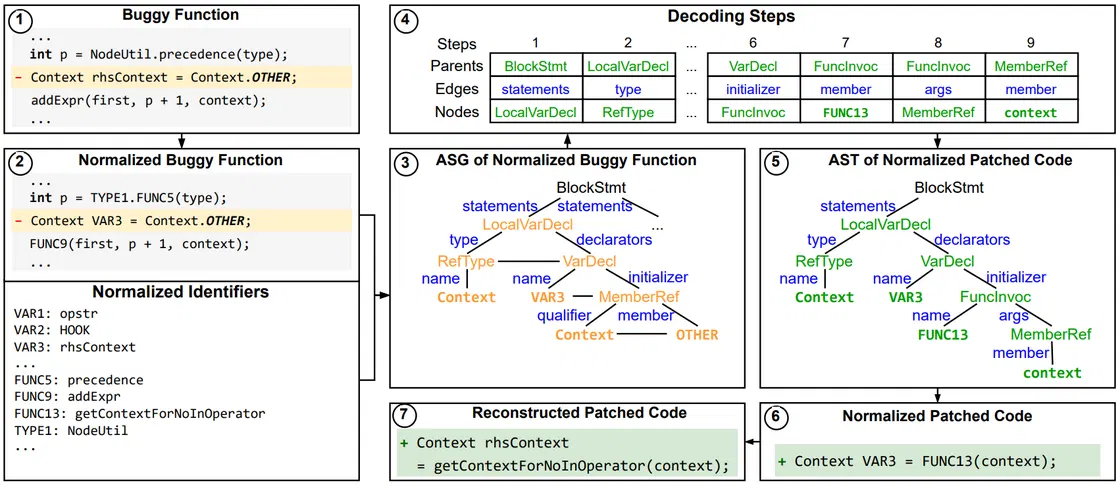 1 Buggy Function
...
int p = NodeUtil.precedence(type);
- Context rhsContext = Context.OTHER;
addExpr(first, p + 1, context);
...
2 Normalized Buggy Function
...
int p = TYPE1.FUNC5(type);
- Context VAR3 = Context.OTHER;
FUNC9(first, p + 1, context);
...
Normalized Identifiers
VAR1: opstr
VAR2: HOOK
VAR3: rhsContext
...
FUNC5: precedence
FUNC9: addExpr
FUNC13: getContextForNoInOperator
TYPE1: NodeUtil
...
4 Decoding Steps
Steps 1 2 ... 6 7 8 9
Parents BlockStmt LocalVarDecl ... VarDecl FuncInvoc FuncInvoc MemberRef
Edges statements type ... initializer member args member
Nodes LocalVarDecl RefType ... FuncInvoc FUNC13 MemberRef context
3 ASG of Normalized Buggy Function
BlockStmt
statements statements
LocalVarDecl ...
type declarators
RefType VarDecl
name name initializer
Context VAR3 MemberRef
qualifier member
Context OTHER
5 AST of Normalized Patched Code
BlockStmt
statements
LocalVarDecl
type declarators
RefType VarDecl
name name initializer
Context VAR3 FuncInvoc
name args
FUNC13 MemberRef
member
context
7 Reconstructed Patched Code
+ Context rhsContext
= getContextForNoInOperator(context);
6 Normalized Patched Code
+ Context VAR3 = FUNC13(context);